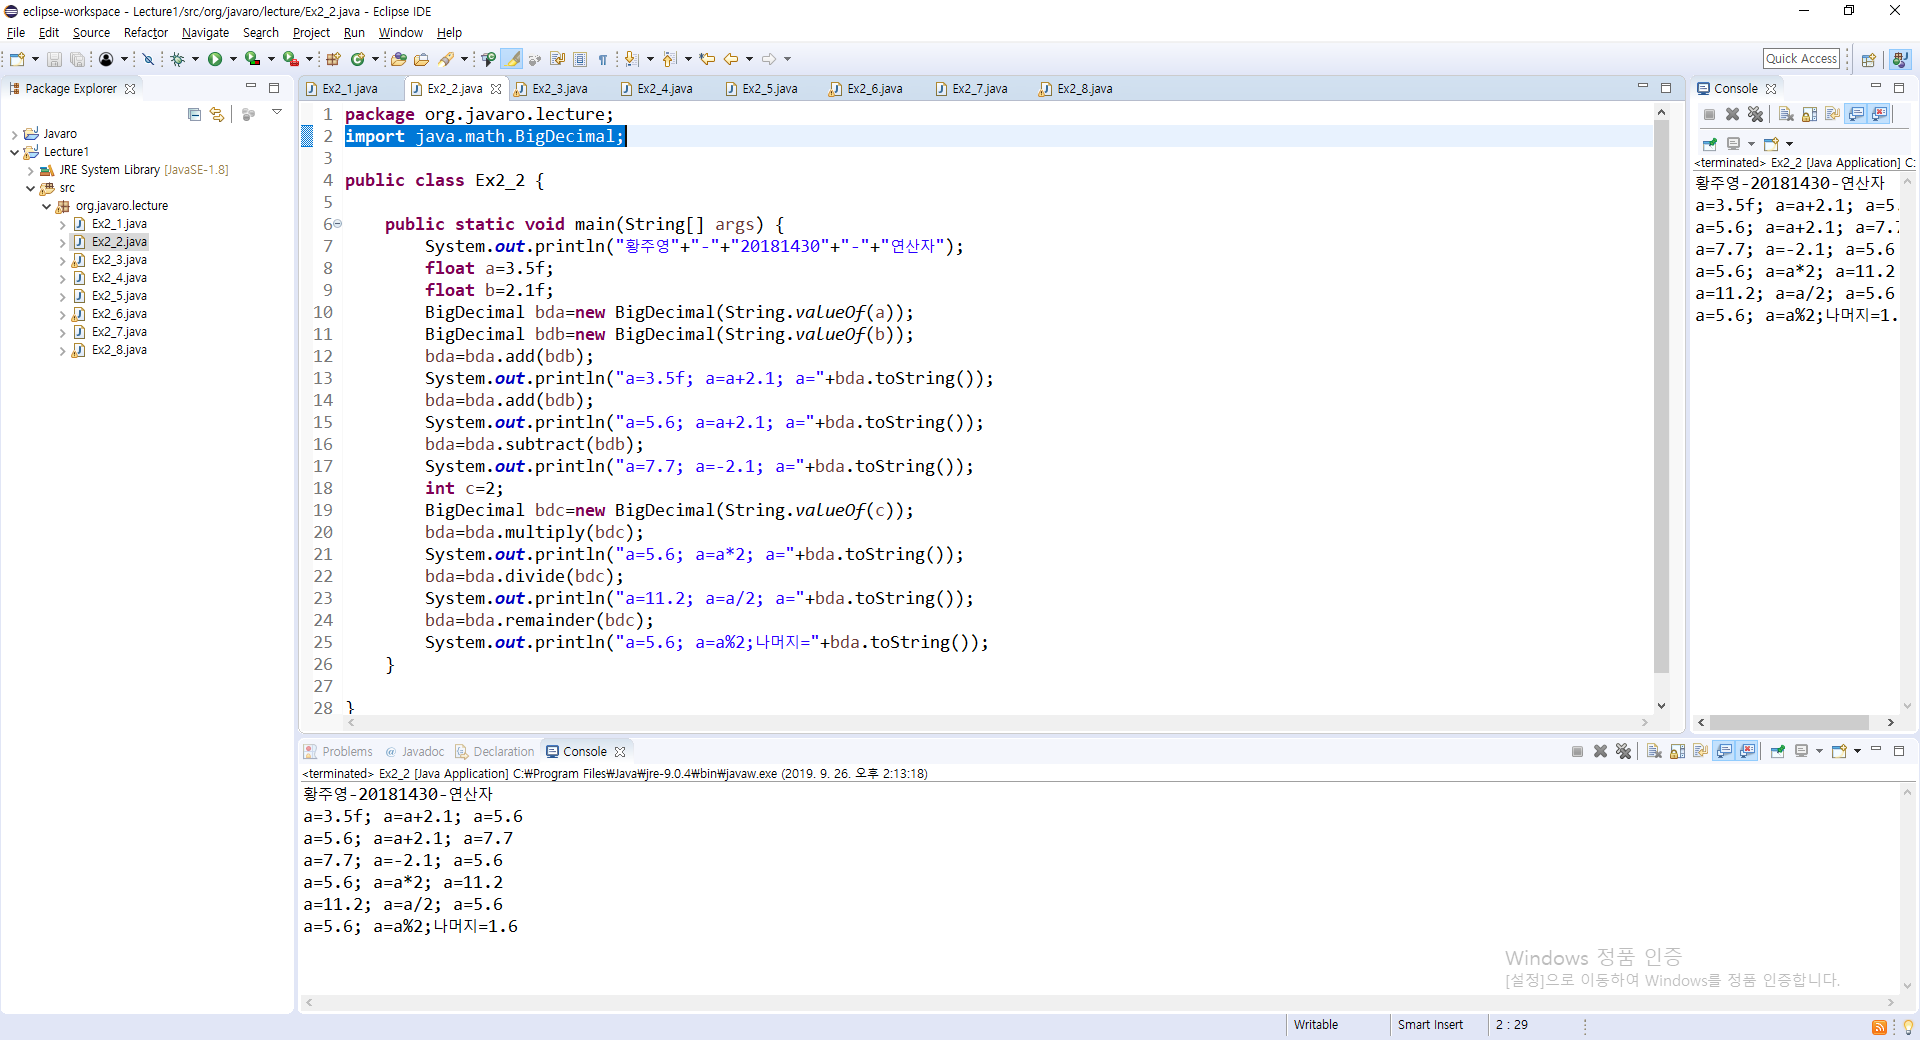 eclipse-workspace - Lecture1/src/org/javaro/lecture/Ex2_2.java - Eclipse IDE
File Edit Source Refactor Navigate Search Project Run Window Help
Quick Access
Package Explorer
Javaro
Lecture1
JRE System Library [JavaSE-1.8]
src
org.javaro.lecture
Ex2_1.java
Ex2_2.java
Ex2_3.java
Ex2_4.java
Ex2_5.java
Ex2_6.java
Ex2_7.java
Ex2_8.java
Ex2_1.java Ex2_2.java Ex2_3.java Ex2_4.java Ex2_5.java Ex2_6.java Ex2_7.java Ex2_8.java
1 package org.javaro.lecture;
2 import java.math.BigDecimal;
3
4 public class Ex2_2 {
5
6 public static void main(String[] args) {
7 System.out.println("황주영"+"-"+"20181430"+"-"+"연산자");
8 float a=3.5f;
9 float b=2.1f;
10 BigDecimal bda=new BigDecimal(String.valueOf(a));
11 BigDecimal bdb=new BigDecimal(String.valueOf(b));
12 bda=bda.add(bdb);
13 System.out.println("a=3.5f; a=a+2.1; a="+bda.toString());
14 bda=bda.add(bdb);
15 System.out.println("a=5.6; a=a+2.1; a="+bda.toString());
16 bda=bda.subtract(bdb);
17 System.out.println("a=7.7; a=-2.1; a="+bda.toString());
18 int c=2;
19 BigDecimal bdc=new BigDecimal(String.valueOf(c));
20 bda=bda.multiply(bdc);
21 System.out.println("a=5.6; a=a*2; a="+bda.toString());
22 bda=bda.divide(bdc);
23 System.out.println("a=11.2; a=a/2; a="+bda.toString());
24 bda=bda.remainder(bdc);
25 System.out.println("a=5.6; a=a%2;나머지="+bda.toString());
26 }
27
28 }
Console
<terminated> Ex2_2 [Java Application] C:
황주영-20181430-연산자
a=3.5f; a=a+2.1; a=5.
a=5.6; a=a+2.1; a=7.7
a=7.7; a=-2.1; a=5.6
a=5.6; a=a*2; a=11.2
a=11.2; a=a/2; a=5.6
a=5.6; a=a%2;나머지=1.
Problems @ Javadoc Declaration Console
<terminated> Ex2_2 [Java Application] C:₩Program Files₩Java₩jre-9.0.4₩bin₩javaw.exe (2019. 9. 26. 오후 2:13:18)
황주영-20181430-연산자
a=3.5f; a=a+2.1; a=5.6
a=5.6; a=a+2.1; a=7.7
a=7.7; a=-2.1; a=5.6
a=5.6; a=a*2; a=11.2
a=11.2; a=a/2; a=5.6
a=5.6; a=a%2;나머지=1.6
Windows 정품 인증
[설정]으로 이동하여 Windows를 정품 인증합니다.
Writable Smart Insert 2 : 29